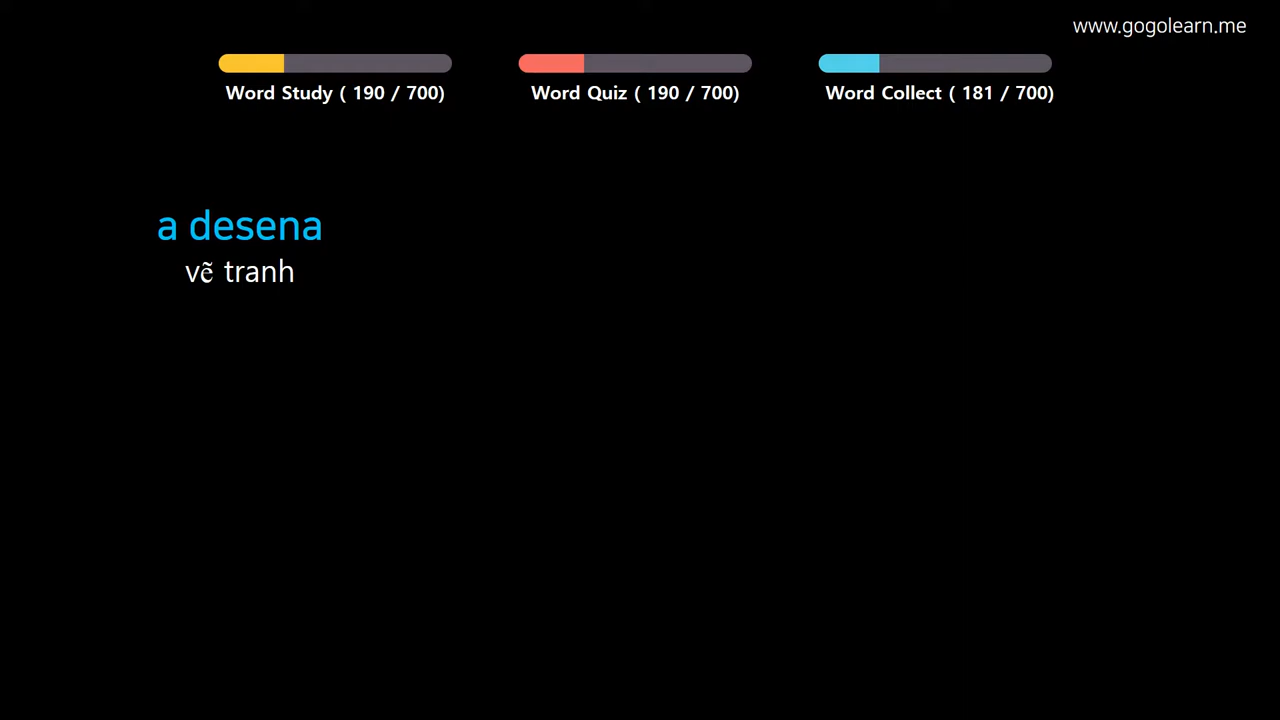 www.gogolearn.me
Word Study ( 190 / 700)
Word Quiz ( 190 / 700)
Word Collect ( 181 / 700)
a desena
vẽ tranh